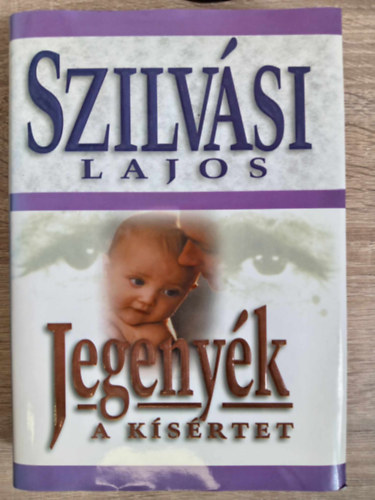 SZILVÁSI
LAJOS
Jegenyék
A KÍSÉRTET